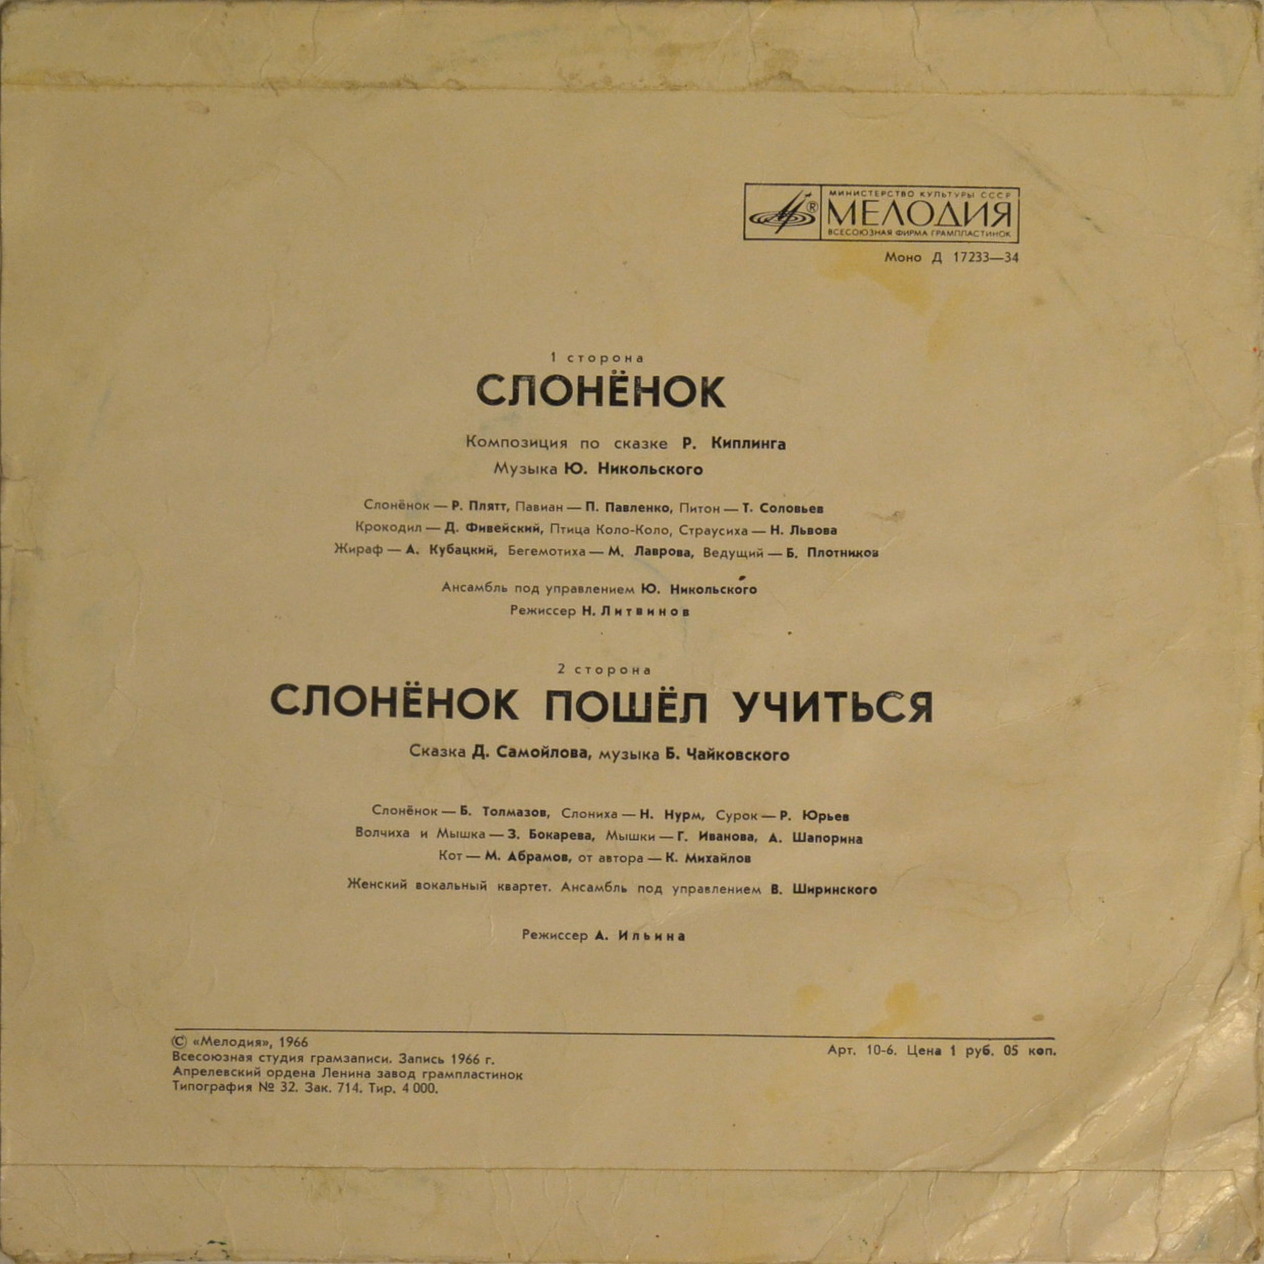 МИНИСТЕРСТВО КУЛЬТУРЫ СССР
МЕЛОДИЯ
ВСЕСОЮЗНАЯ ФИРМА ГРАМПЛАСТИНОК
Моно Д 17233—34
1 сторона
СЛОНЁНОК
Композиция по сказке Р. Киплинга
Музыка Ю. Никольского
Слонёнок — Р. Плятт, Павиан — П. Павленко, Питон — Т. Соловьев
Крокодил — Д. Фивейский, Птица Коло-Коло, Страусиха — Н. Львова
Жираф — А. Кубацкий, Бегемотиха — М. Лаврова, Ведущий — Б. Плотников
Ансамбль под управлением Ю. Никольского
Режиссер Н. Литвинов
2 сторона
СЛОНЁНОК ПОШЁЛ УЧИТЬСЯ
Сказка Д. Самойлова, музыка Б. Чайковского
Слонёнок — Б. Толмазов, Слониха — Н. Нурм, Сурок — Р. Юрьев
Волчиха и Мышка — З. Бокарева, Мышки — Г. Иванова, А. Шапорина
Кот — М. Абрамов, от автора — К. Михайлов
Женский вокальный квартет. Ансамбль под управлением В. Ширинского
Режиссер А. Ильина
© «Мелодия», 1966
Всесоюзная студия грамзаписи. Запись 1966 г.
Апрелевский ордена Ленина завод грампластинок
Типография № 32. Зак. 714. Тир. 4 000.
Арт. 10-6. Цена 1 руб. 05 коп.